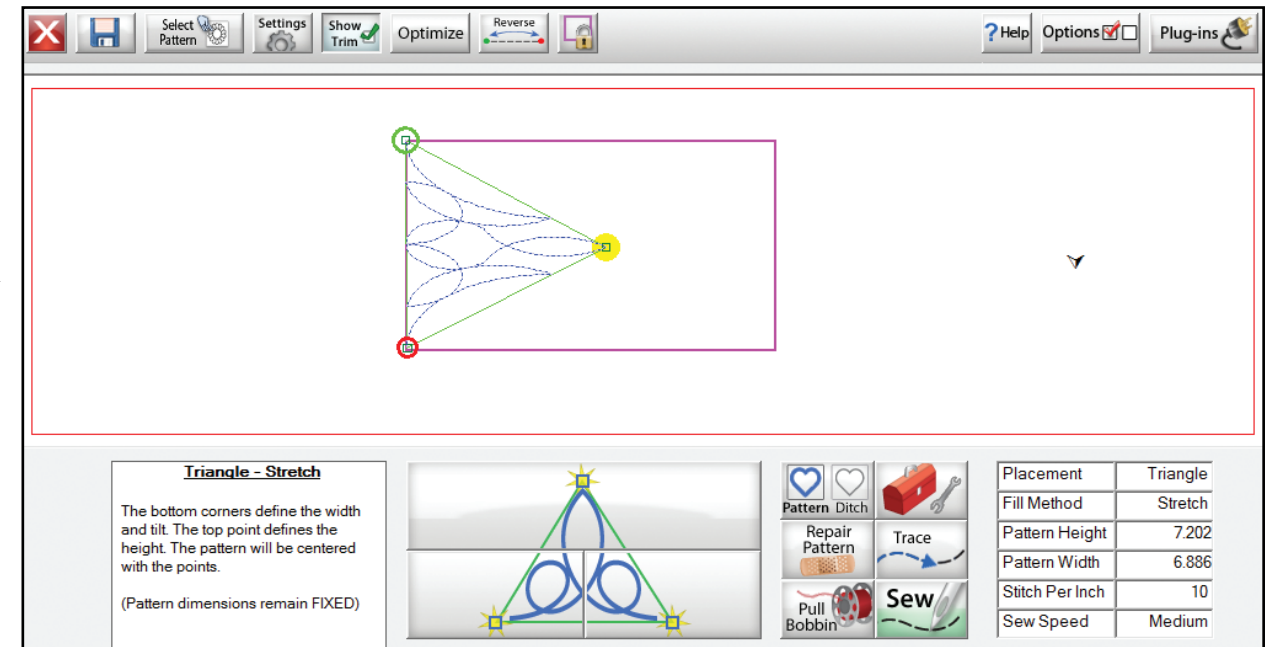 Select
Pattern
Settings
Show
Trim
Optimize
Reverse
? Help
Options
Plug-ins
Triangle - Stretch
The bottom corners define the width
and tilt. The top point defines the
height. The pattern will be centered
with the points.
(Pattern dimensions remain FIXED)
Pattern Ditch
Repair
Pattern
Trace
Pull
Bobbin
Sew
Placement Triangle
Fill Method Stretch
Pattern Height 7.202
Pattern Width 6.886
Stitch Per Inch 10
Sew Speed Medium